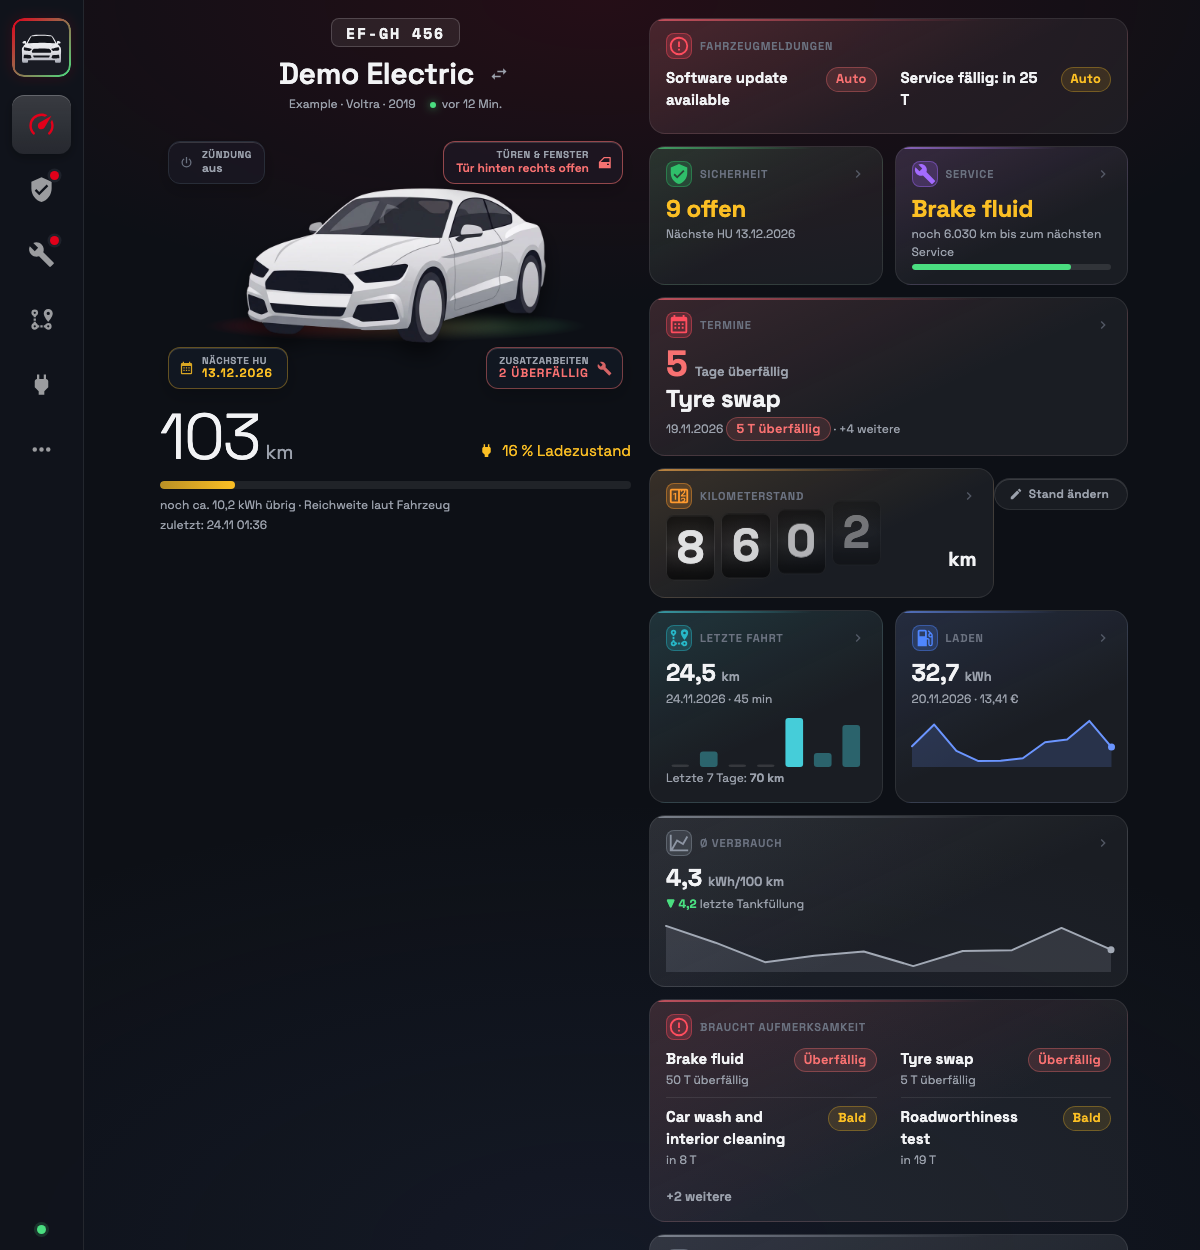 EF-GH 456
Demo Electric
Example · Voltra · 2019 vor 12 Min.
ZÜNDUNG
aus
TÜREN & FENSTER
Tür hinten rechts offen
NÄCHSTE HU
13.12.2026
ZUSATZARBEITEN
2 ÜBERFÄLLIG
103 km
16 % Ladezustand
noch ca. 10,2 kWh übrig · Reichweite laut Fahrzeug
zuletzt: 24.11 01:36
FAHRZEUGMELDUNGEN
Software update
available
Auto
Service fällig: in 25
T
Auto
SICHERHEIT
9 offen
Nächste HU 13.12.2026
SERVICE
Brake fluid
noch 6.030 km bis zum nächsten
Service
TERMINE
5 Tage überfällig
Tyre swap
19.11.2026 5 T überfällig · +4 weitere
KILOMETERSTAND
8 6 0 2 km
Stand ändern
LETZTE FAHRT
24,5 km
24.11.2026 · 45 min
Letzte 7 Tage: 70 km
LADEN
32,7 kWh
20.11.2026 · 13,41 €
Ø VERBRAUCH
4,3 kWh/100 km
▼ 4,2 letzte Tankfüllung
BRAUCHT AUFMERKSAMKEIT
Brake fluid
Überfällig
50 T überfällig
Tyre swap
Überfällig
5 T überfällig
Car wash and
interior cleaning
Bald
in 8 T
Roadworthiness
test
Bald
in 19 T
+2 weitere